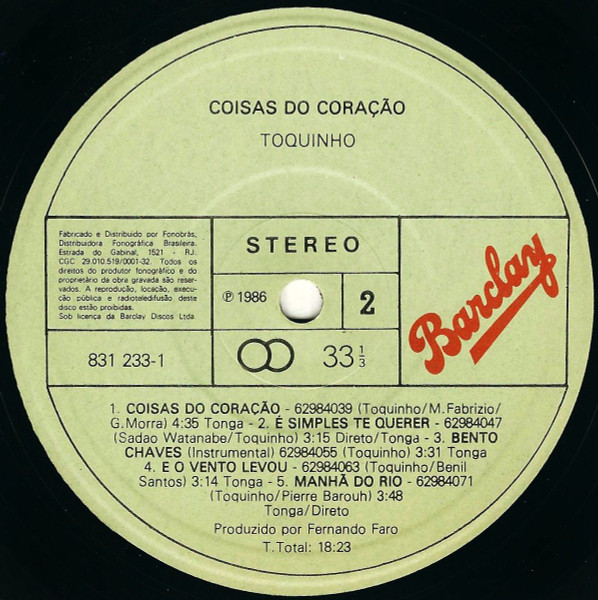 COISAS DO CORAÇÃO
TOQUINHO
Fabricado e Distribuido por Fonobrás,
Distribuidora Fonográfica Brasileira.
Estrada do Gabinal, 1521 - RJ.
CGC 29.010.519/0001-32. Todos os
direitos do produtor fonográfico e do
proprietário da obra gravada são reser-
vados. A reprodução, locação, execu-
ção pública e radioteledifusão deste
disco estão proibidas.
Sob licença da Barclay Discos Ltda.
STEREO
℗ 1986
2
831 233-1
33 1/3
Barclay
1. COISAS DO CORAÇÃO - 62984039 (Toquinho/M.Fabrizio/
G.Morra) 4:35 Tonga - 2. É SIMPLES TE QUERER - 62984047
(Sadao Watanabe/Toquinho) 3:15 Direto/Tonga - 3. BENTO
CHAVES (Instrumental) 62984055 (Toquinho) 3:31 Tonga
4. E O VENTO LEVOU - 62984063 (Toquinho/Benil
Santos) 3:14 Tonga - 5. MANHÃ DO RIO - 62984071
(Toquinho/Pierre Barouh) 3:48
Tonga/Direto
Produzido por Fernando Faro
T.Total: 18:23